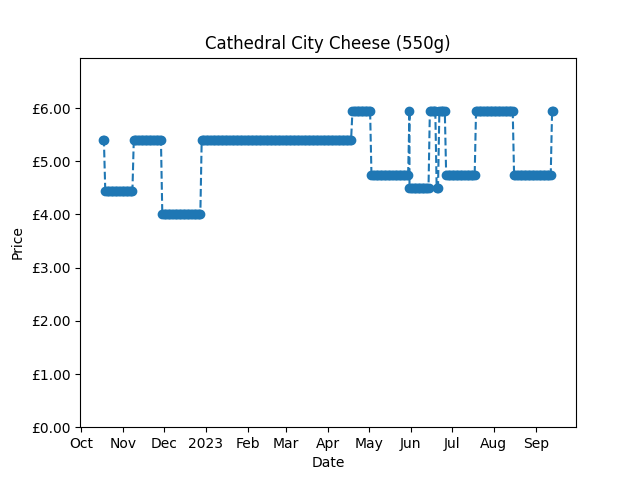 Cathedral City Cheese (550g)
£6.00
£5.00
£4.00
£3.00
£2.00
£1.00
£0.00
Price
Oct Nov Dec 2023 Feb Mar Apr May Jun Jul Aug Sep
Date